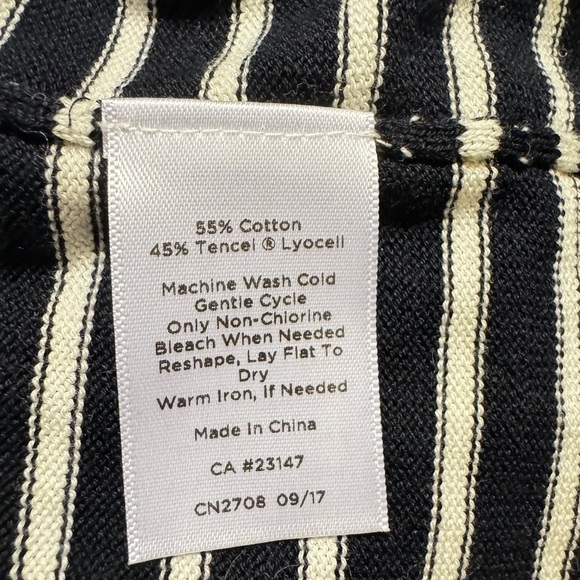 55% Cotton
45% Tencel ® Lyocell
Machine Wash Cold
Gentle Cycle
Only Non-Chlorine
Bleach When Needed
Reshape, Lay Flat To
Dry
Warm Iron, If Needed
Made In China
CA #23147
CN2708 09/17